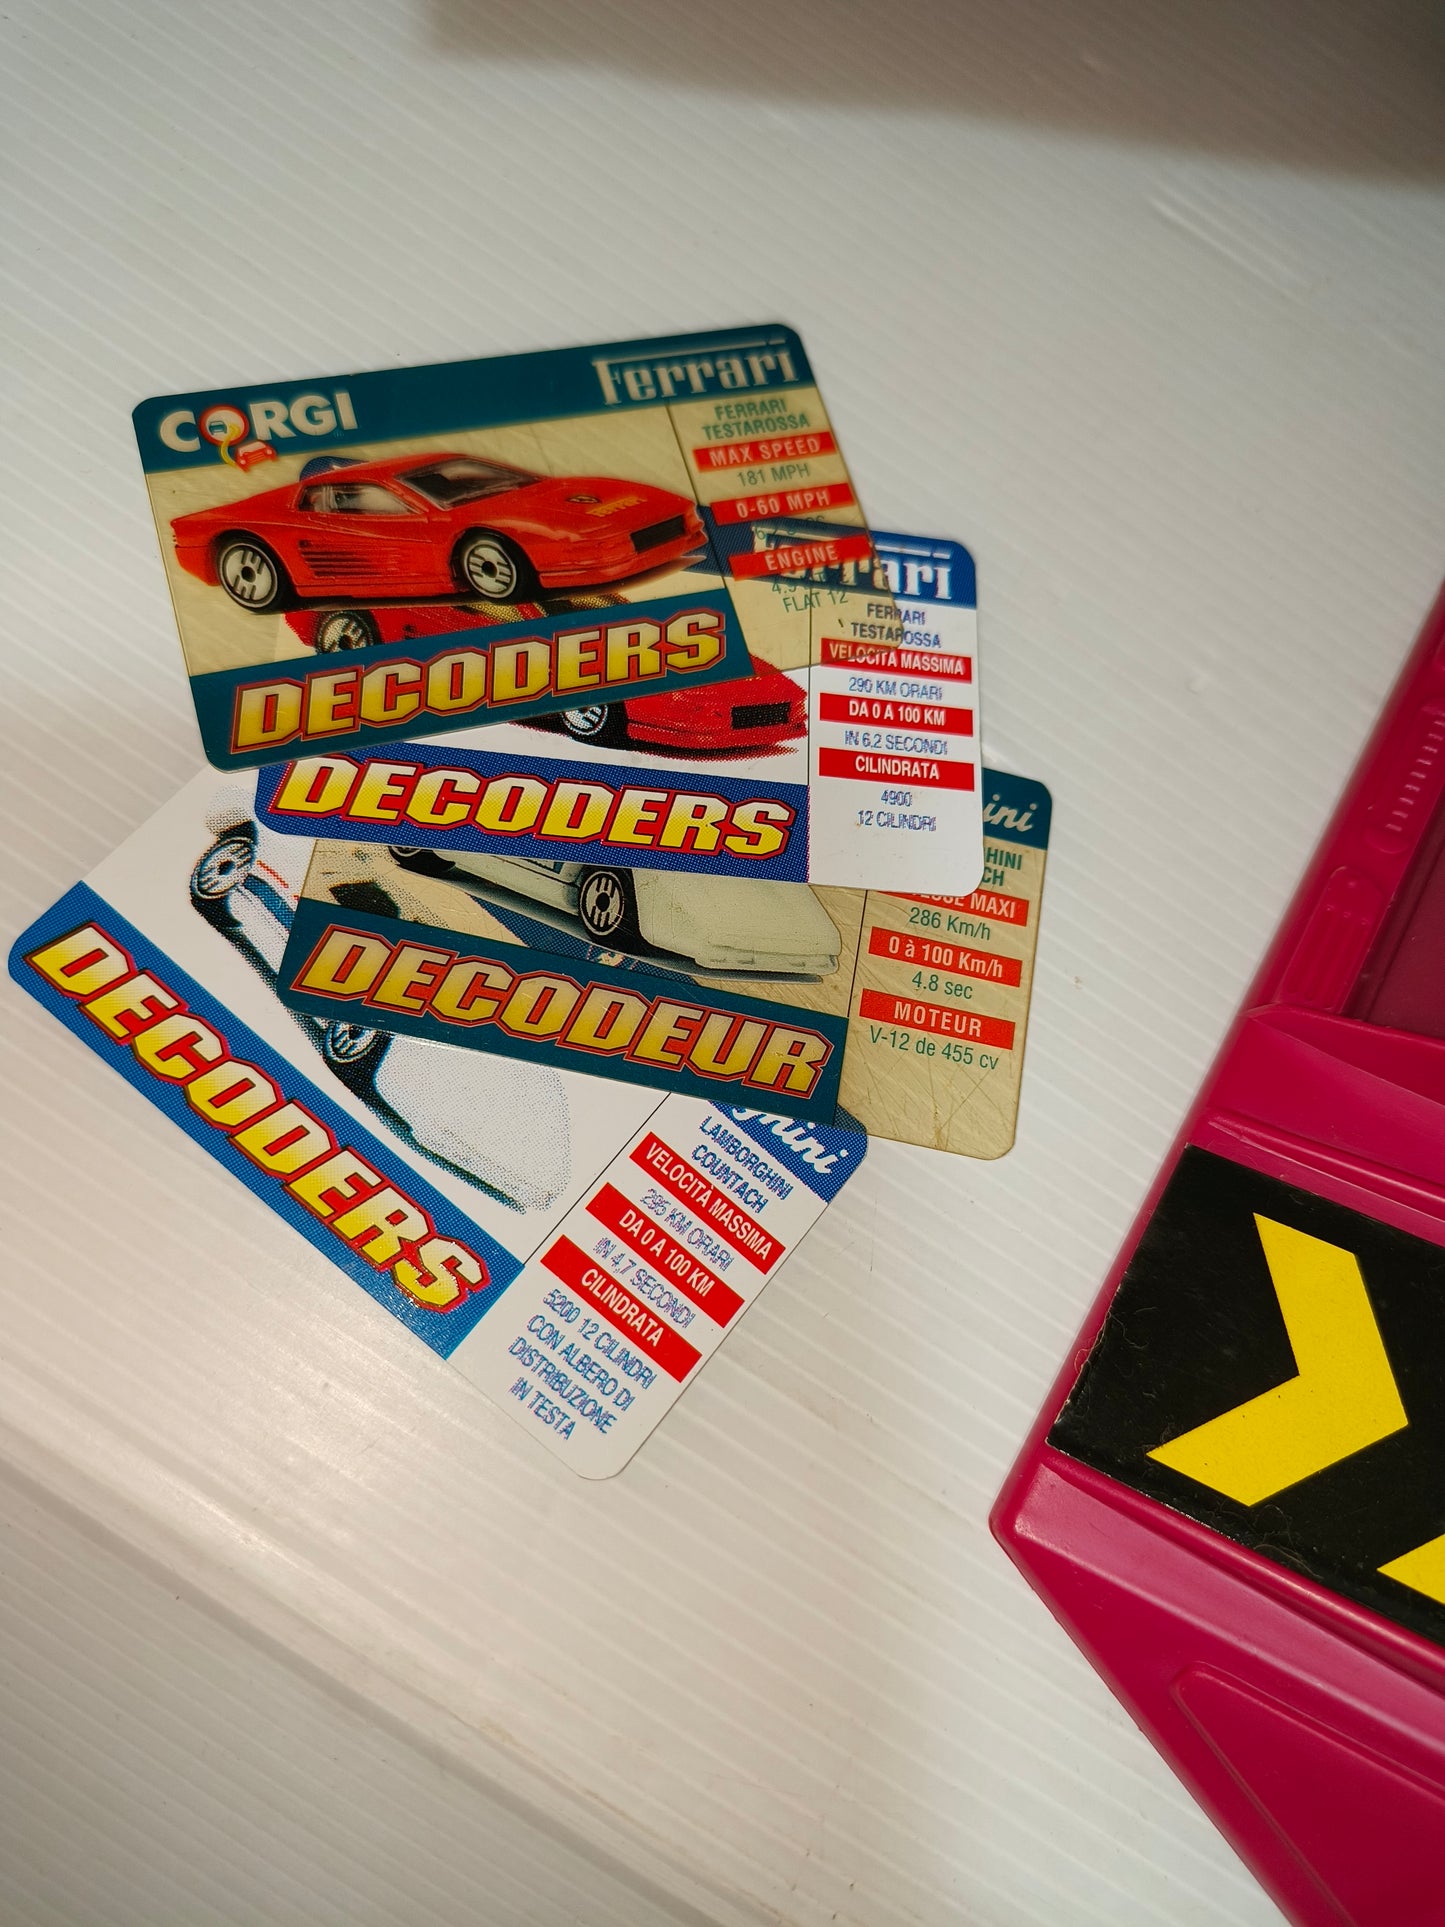 CORGI
Ferrari
FERRARI
TESTAROSSA
MAX SPEED
181 MPH
0-60 MPH
ENGINE
FLAT 12
DECODERS
FERRARI
TESTAROSSA
VELOCITÀ MASSIMA
290 KM ORARI
DA 0 A 100 KM
IN 6,2 SECONDI
CILINDRATA
4900
12 CILINDRI
DECODERS
MAXI
286 Km/h
0 à 100 Km/h
4.8 sec
MOTEUR
V-12 de 455 cv
DECODEUR
DECODERS
LAMBORGHINI
COUNTACH
VELOCITÀ MASSIMA
295 KM ORARI
DA 0 A 100 KM
IN 4,7 SECONDI
CILINDRATA
5200 12 CILINDRI
CON ALBERO DI
DISTRIBUZIONE
IN TESTA